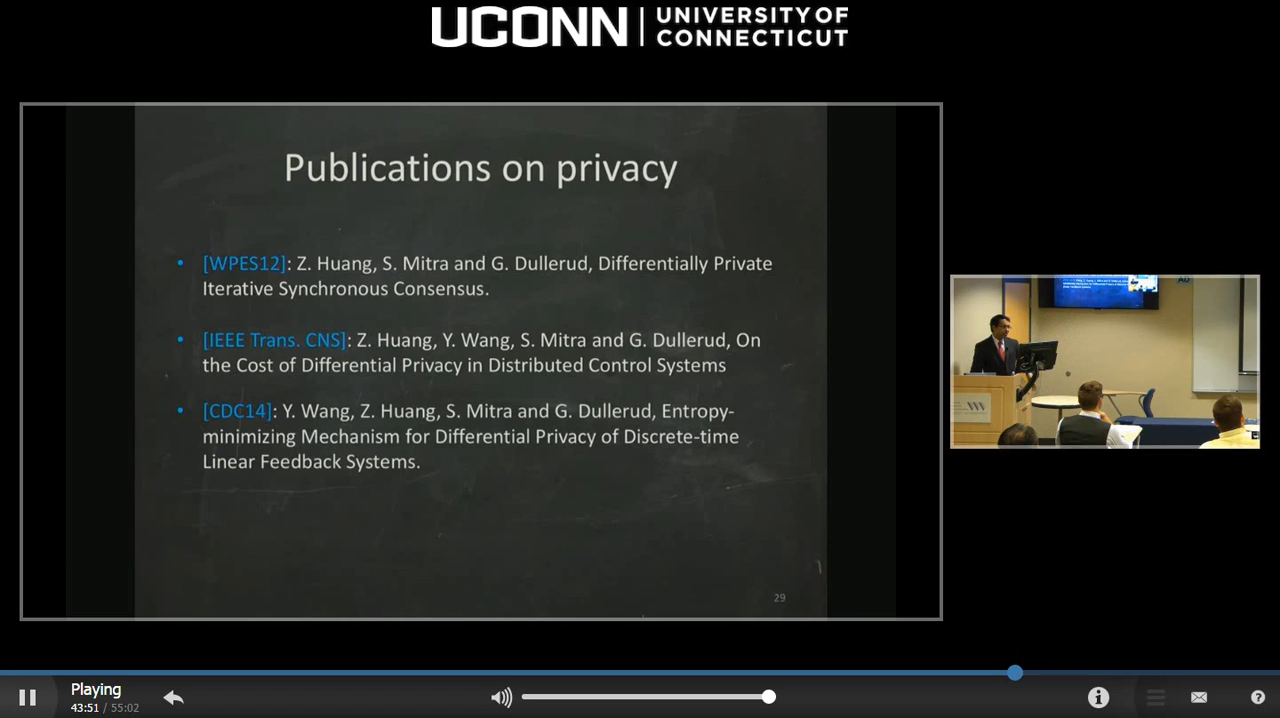 UCONN
UNIVERSITY OF
CONNECTICUT
Publications on privacy
• [WPES12]: Z. Huang, S. Mitra and G. Dullerud, Differentially Private
Iterative Synchronous Consensus.
• [IEEE Trans. CNS]: Z. Huang, Y. Wang, S. Mitra and G. Dullerud, On
the Cost of Differential Privacy in Distributed Control Systems
• [CDC14]: Y. Wang, Z. Huang, S. Mitra and G. Dullerud, Entropy-
minimizing Mechanism for Differential Privacy of Discrete-time
Linear Feedback Systems.
29
Playing
43:51 / 55:02